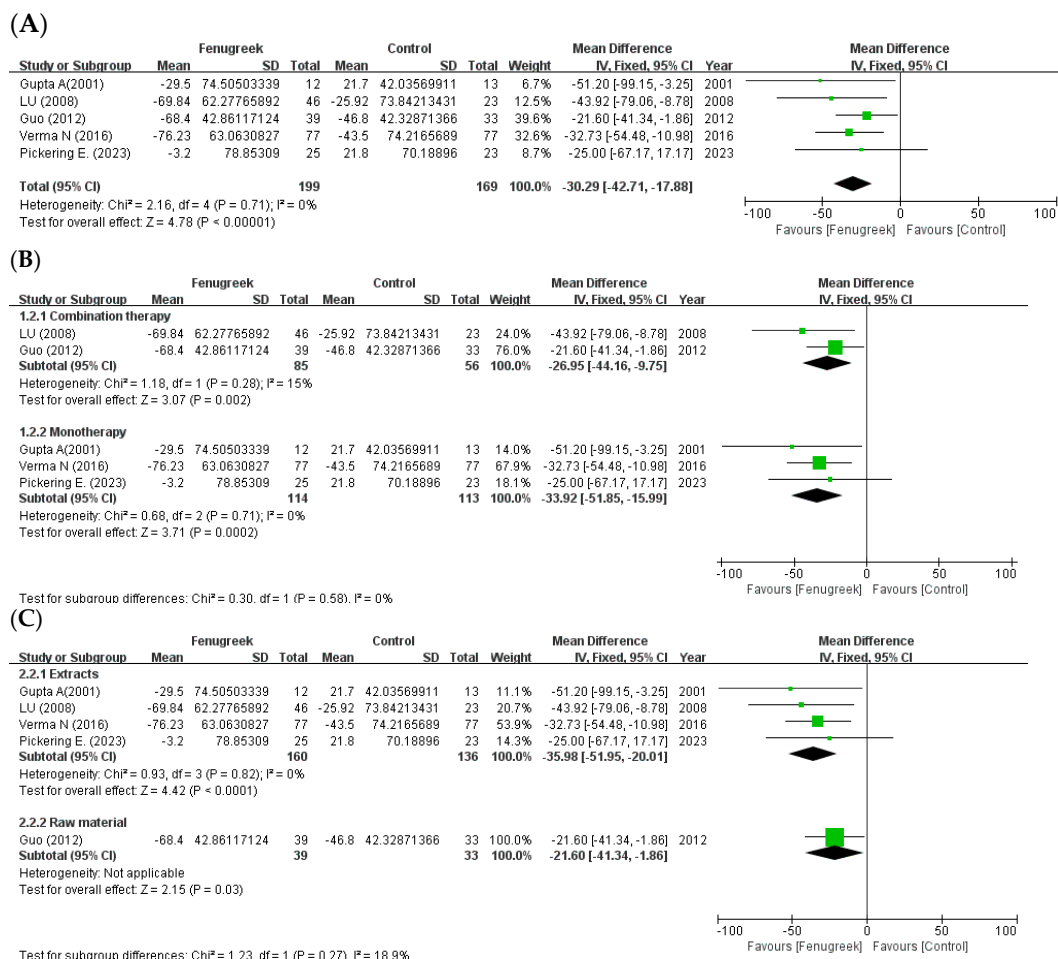 (A)
Fenugreek Control Mean Difference Mean Difference
Study or Subgroup Mean SD Total Mean SD Total Weight IV, Fixed, 95% CI Year IV, Fixed, 95% CI
Gupta A(2001) -29.5 74.50503339 12 21.7 42.03569911 13 6.7% -51.20 [-99.15, -3.25] 2001
LU (2008) -69.84 62.27765892 46 -25.92 73.84213431 23 12.5% -43.92 [-79.06, -8.78] 2008
Guo (2012) -68.4 42.86117124 39 -46.8 42.32871366 33 39.6% -21.60 [-41.34, -1.86] 2012
Verma N (2016) -76.23 63.0630827 77 -43.5 74.2165689 77 32.6% -32.73 [-54.48, -10.98] 2016
Pickering E. (2023) -3.2 78.85309 25 21.8 70.18896 23 8.7% -25.00 [-67.17, 17.17] 2023
Total (95% CI) 199 169 100.0% -30.29 [-42.71, -17.88]
Heterogeneity: Chi² = 2.16, df = 4 (P = 0.71); I² = 0%
Test for overall effect: Z = 4.78 (P < 0.00001)
-100 -50 0 50 100
Favours [Fenugreek] Favours [Control]
(B)
Fenugreek Control Mean Difference Mean Difference
Study or Subgroup Mean SD Total Mean SD Total Weight IV, Fixed, 95% CI Year IV, Fixed, 95% CI
1.2.1 Combination therapy
LU (2008) -69.84 62.27765892 46 -25.92 73.84213431 23 24.0% -43.92 [-79.06, -8.78] 2008
Guo (2012) -68.4 42.86117124 39 -46.8 42.32871366 33 76.0% -21.60 [-41.34, -1.86] 2012
Subtotal (95% CI) 85 56 100.0% -26.95 [-44.16, -9.75]
Heterogeneity: Chi² = 1.18, df = 1 (P = 0.28); I² = 15%
Test for overall effect: Z = 3.07 (P = 0.002)
1.2.2 Monotherapy
Gupta A(2001) -29.5 74.50503339 12 21.7 42.03569911 13 14.0% -51.20 [-99.15, -3.25] 2001
Verma N (2016) -76.23 63.0630827 77 -43.5 74.2165689 77 67.9% -32.73 [-54.48, -10.98] 2016
Pickering E. (2023) -3.2 78.85309 25 21.8 70.18896 23 18.1% -25.00 [-67.17, 17.17] 2023
Subtotal (95% CI) 114 113 100.0% -33.92 [-51.85, -15.99]
Heterogeneity: Chi² = 0.68, df = 2 (P = 0.71); I² = 0%
Test for overall effect: Z = 3.71 (P = 0.0002)
-100 -50 0 50 100
Favours [Fenugreek] Favours [Control]
Test for subgroup differences: Chi² = 0.30, df = 1 (P = 0.58), I² = 0%
(C)
Fenugreek Control Mean Difference Mean Difference
Study or Subgroup Mean SD Total Mean SD Total Weight IV, Fixed, 95% CI Year IV, Fixed, 95% CI
2.2.1 Extracts
Gupta A(2001) -29.5 74.50503339 12 21.7 42.03569911 13 11.1% -51.20 [-99.15, -3.25] 2001
LU (2008) -69.84 62.27765892 46 -25.92 73.84213431 23 20.7% -43.92 [-79.06, -8.78] 2008
Verma N (2016) -76.23 63.0630827 77 -43.5 74.2165689 77 53.9% -32.73 [-54.48, -10.98] 2016
Pickering E. (2023) -3.2 78.85309 25 21.8 70.18896 23 14.3% -25.00 [-67.17, 17.17] 2023
Subtotal (95% CI) 160 136 100.0% -35.98 [-51.95, -20.01]
Heterogeneity: Chi² = 0.93, df = 3 (P = 0.82); I² = 0%
Test for overall effect: Z = 4.42 (P < 0.0001)
2.2.2 Raw material
Guo (2012) -68.4 42.86117124 39 -46.8 42.32871366 33 100.0% -21.60 [-41.34, -1.86] 2012
Subtotal (95% CI) 39 33 100.0% -21.60 [-41.34, -1.86]
Heterogeneity: Not applicable
Test for overall effect: Z = 2.15 (P = 0.03)
-100 -50 0 50 100
Favours [Fenugreek] Favours [Control]
Test for subgroup differences: Chi² = 1.23, df = 1 (P = 0.27), I² = 18.9%